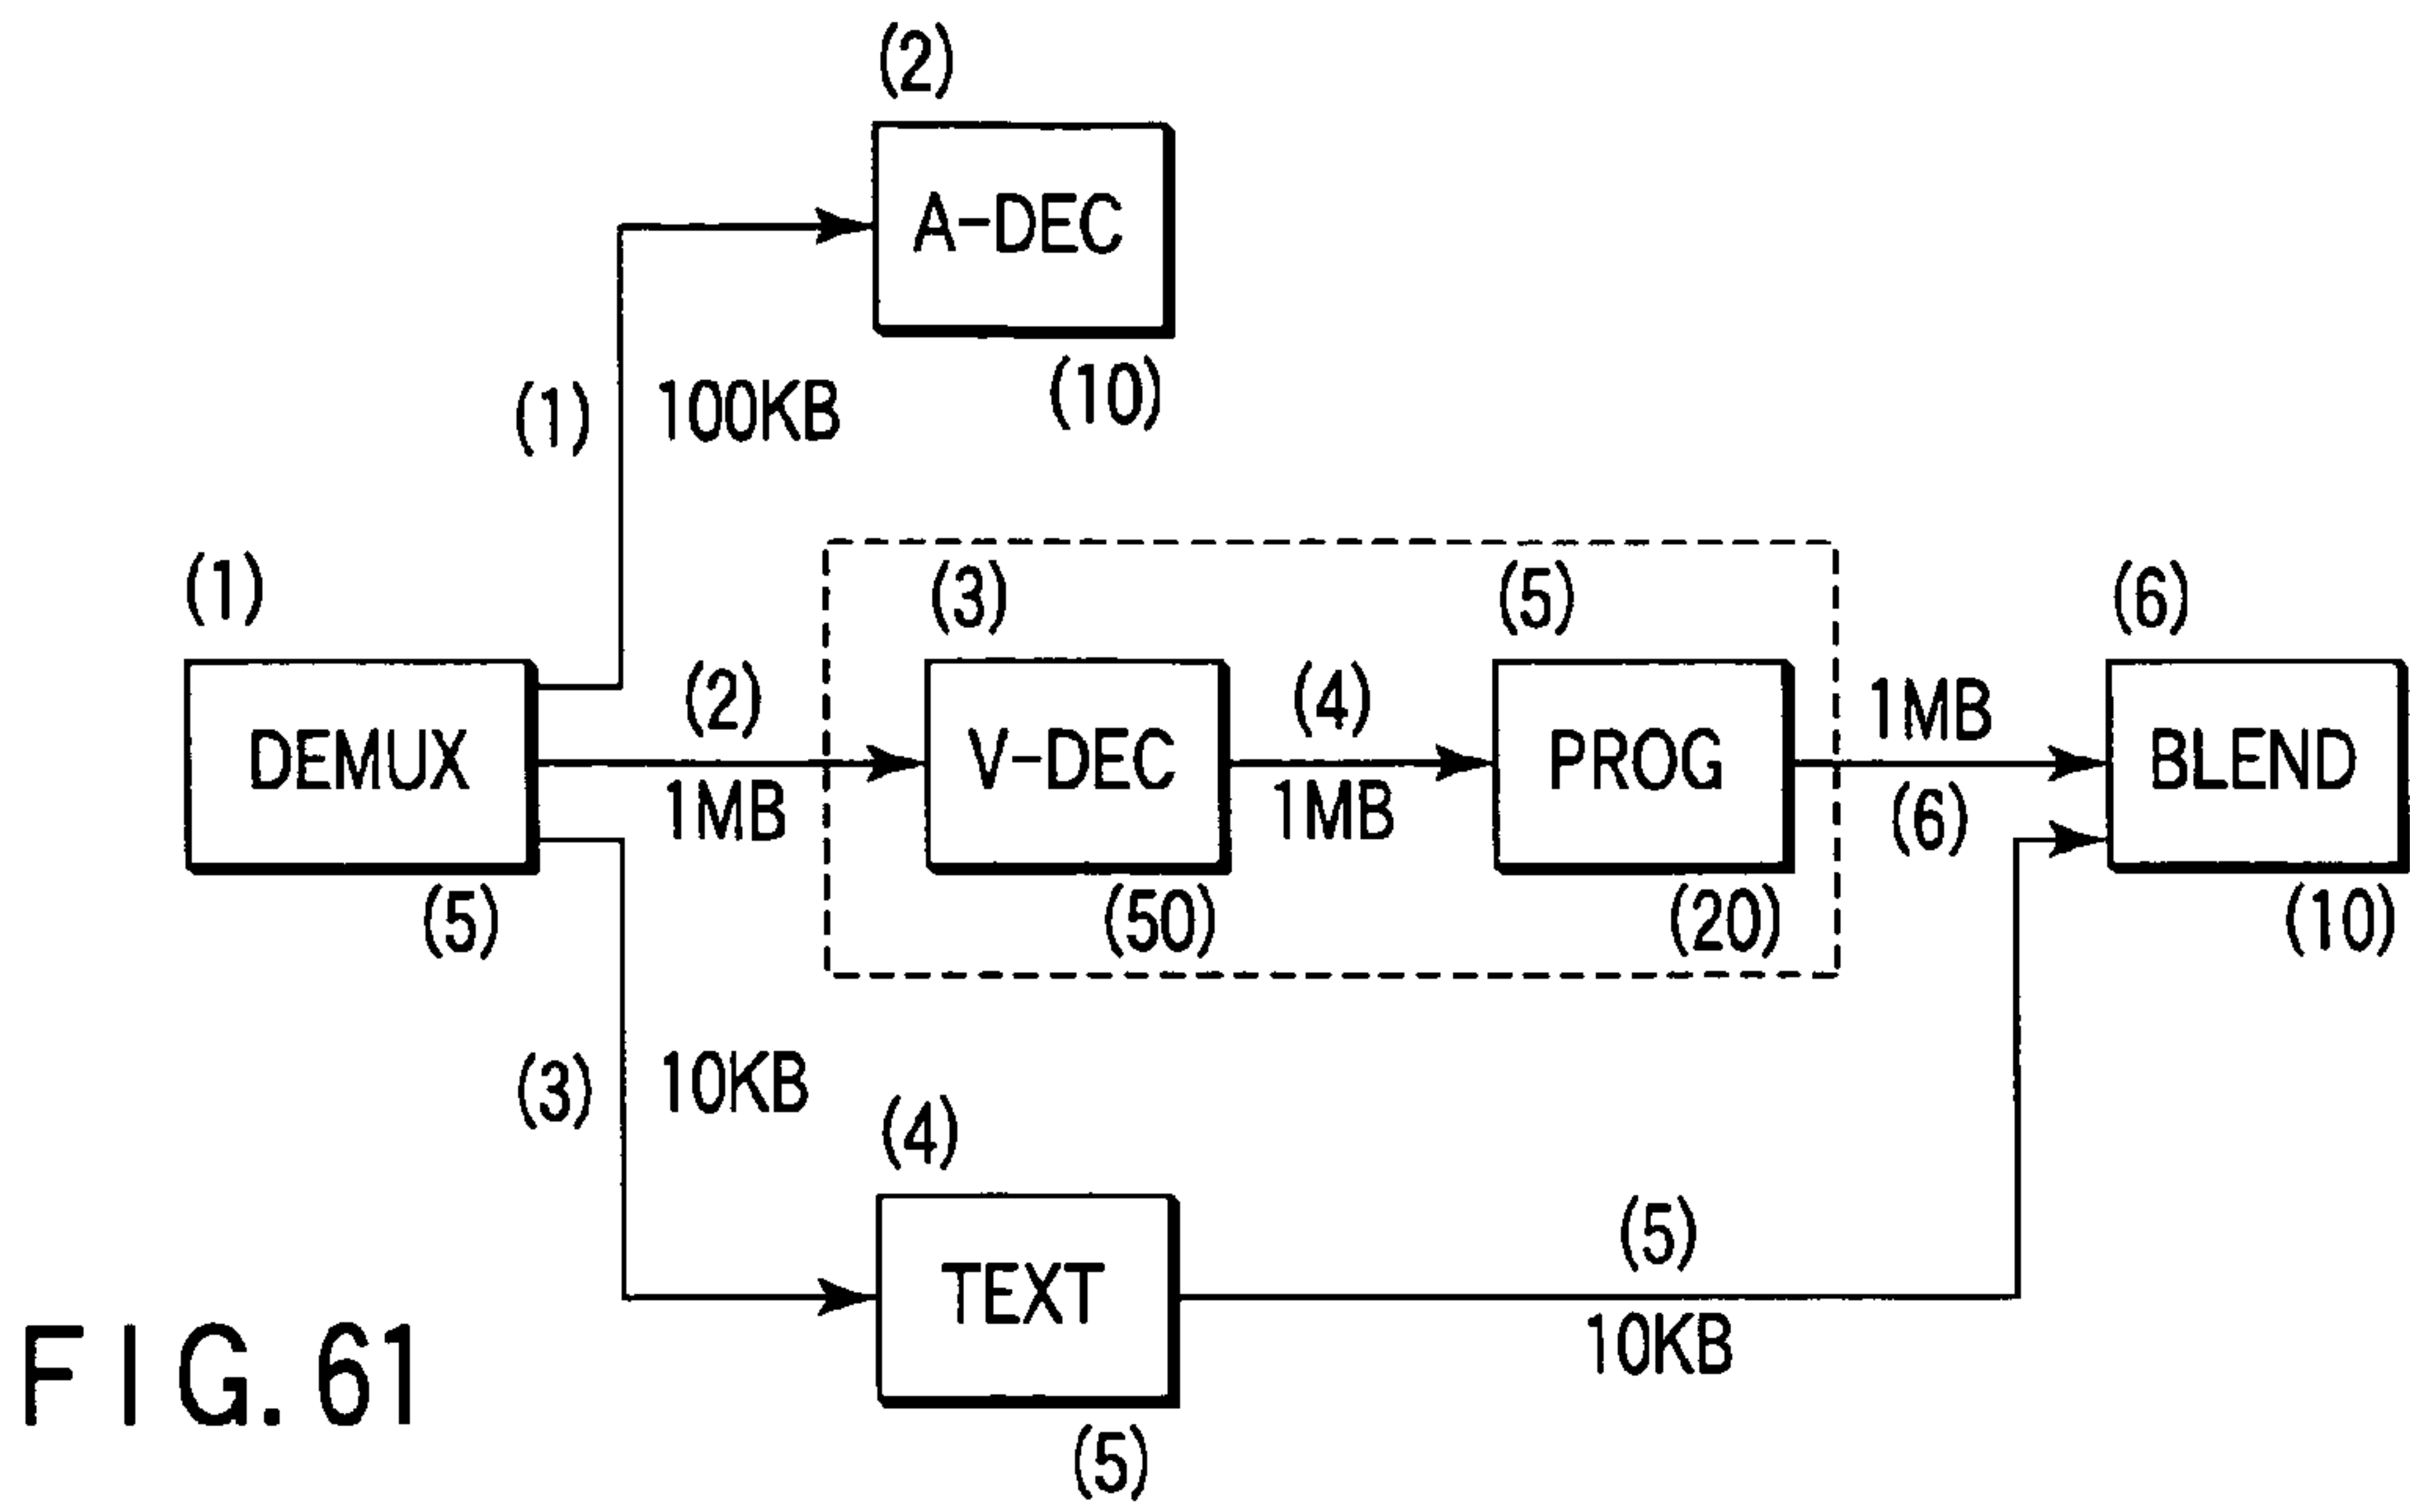 (2)
A-DEC
(10)
(1) 100KB
(1)
DEMUX
(5)
(2)
1MB
(3)
V-DEC
(50)
(4)
1MB
(5)
PROG
(20)
1MB
(6)
(6)
BLEND
(10)
(3) 10KB
(4)
TEXT
(5)
(5)
10KB
FIG. 61